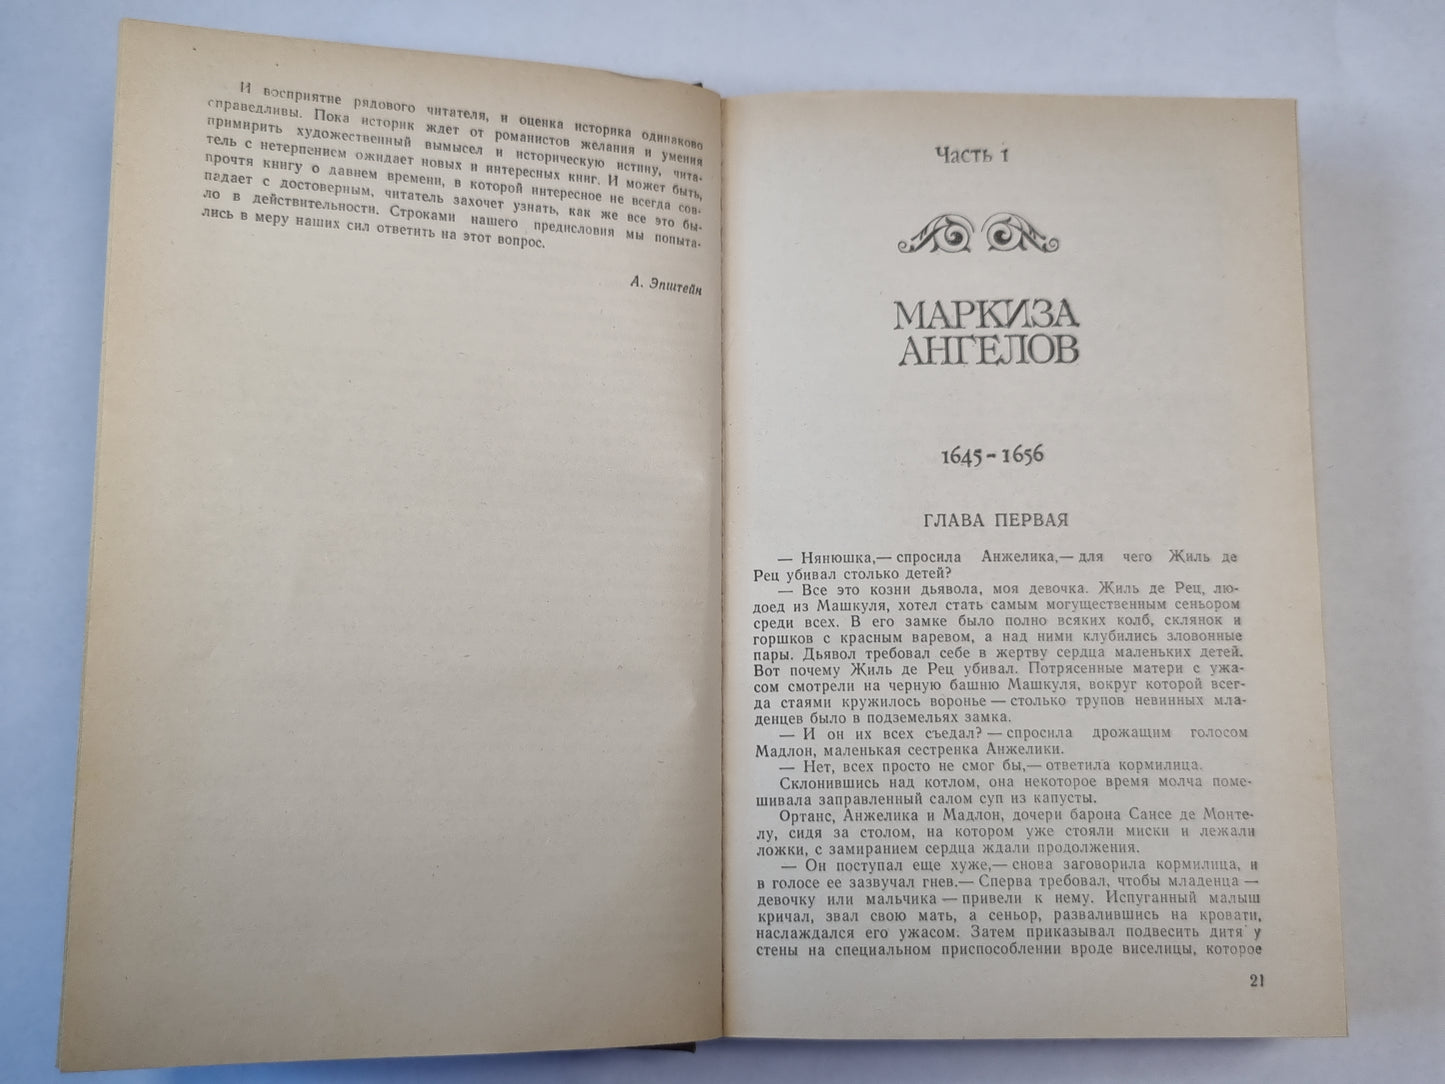 И восприятие рядового читателя, и оценка историка одинаково
справедливы. Пока историк ждет от романистов желания и умения
примирить художественный вымысел и историческую истину, чита-
тель с нетерпением ожидает новых и интересных книг. И может быть,
прочтя книгу о давнем времени, в которой интересное не всегда сов-
падает с достоверным, читатель захочет узнать, как же все это бы-
ло в действительности. Строками нашего предисловия мы попыта-
лись в меру наших сил ответить на этот вопрос.
А. Эпштейн
Часть 1
МАРКИЗА
АНГЕЛОВ
1645-1656
ГЛАВА ПЕРВАЯ
— Нянюшка,— спросила Анжелика,— для чего Жиль де
Рец убивал столько детей?
— Все это козни дьявола, моя девочка. Жиль де Рец, лю-
доед из Машкуля, хотел стать самым могущественным сеньором
среди всех. В его замке было полно всяких колб, склянок и
горшков с красным варевом, а над ними клубились зловонные
пары. Дьявол требовал себе в жертву сердца маленьких детей.
Вот почему Жиль де Рец убивал. Потрясенные матери с ужа-
сом смотрели на черную башню Машкуля, вокруг которой всег-
да стаями кружилось воронье — столько трупов невинных мла-
денцев было в подземельях замка.
— И он их всех съедал? — спросила дрожащим голосом
Мадлон, маленькая сестренка Анжелики.
— Нет, всех просто не смог бы,— ответила кормилица.
Склонившись над котлом, она некоторое время молча поме-
шивала заправленный салом суп из капусты.
Ортанс, Анжелика и Мадлон, дочери барона Сансе де Монте-
лу, сидя за столом, на котором уже стояли миски и лежали
ложки, с замиранием сердца ждали продолжения.
— Он поступал еще хуже,— снова заговорила кормилица, и
в голосе ее зазвучал гнев.— Сперва требовал, чтобы младенца —
девочку или мальчика — привели к нему. Испуганный малыш
кричал, звал свою мать, а сеньор, развалившись на кровати,
наслаждался его ужасом. Затем приказывал подвесить дитя у
стены на специальном приспособлении вроде виселицы, которое
21